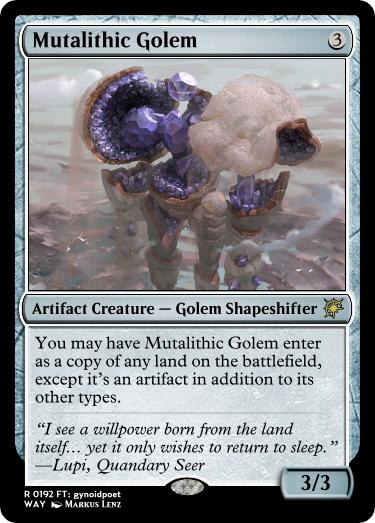 Mutalithic Golem 3
Artifact Creature — Golem Shapeshifter
You may have Mutalithic Golem enter
as a copy of any land on the battlefield,
except it's an artifact in addition to its
other types.
“I see a willpower born from the land
itself... yet it only wishes to return to sleep.”
—Lupi, Quandary Seer
3/3
R 0192 FT: gynoidpoet
WAY Markus Lenz